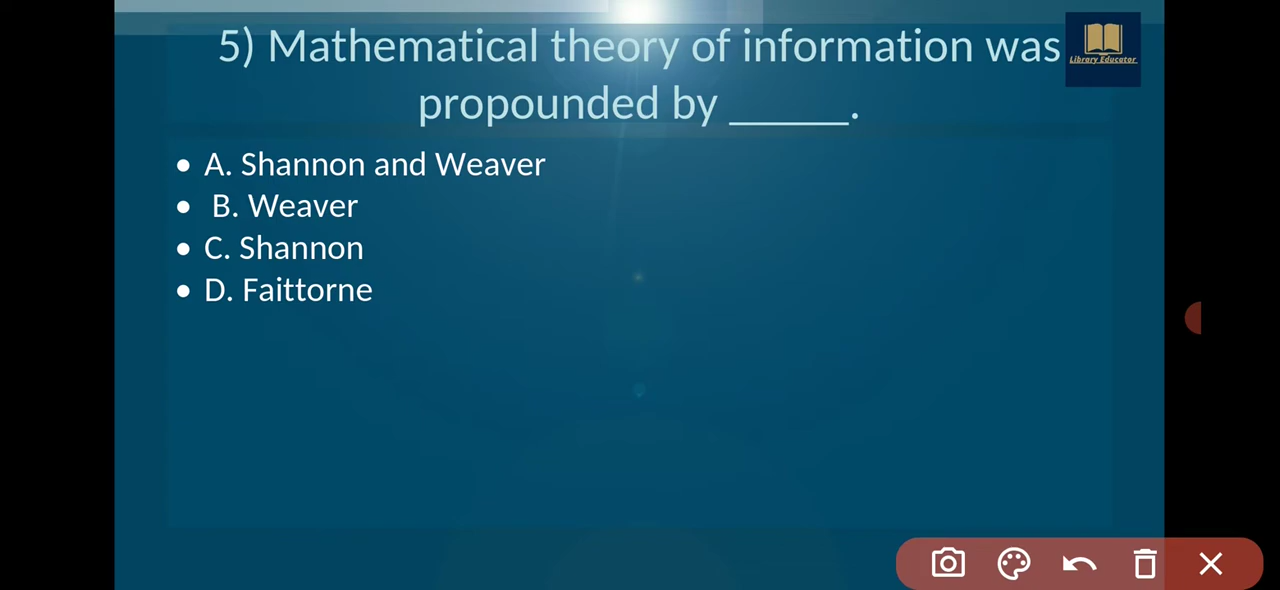 5) Mathematical theory of information was
propounded by _____.
Library Educator
• A. Shannon and Weaver
• B. Weaver
• C. Shannon
• D. Faittorne